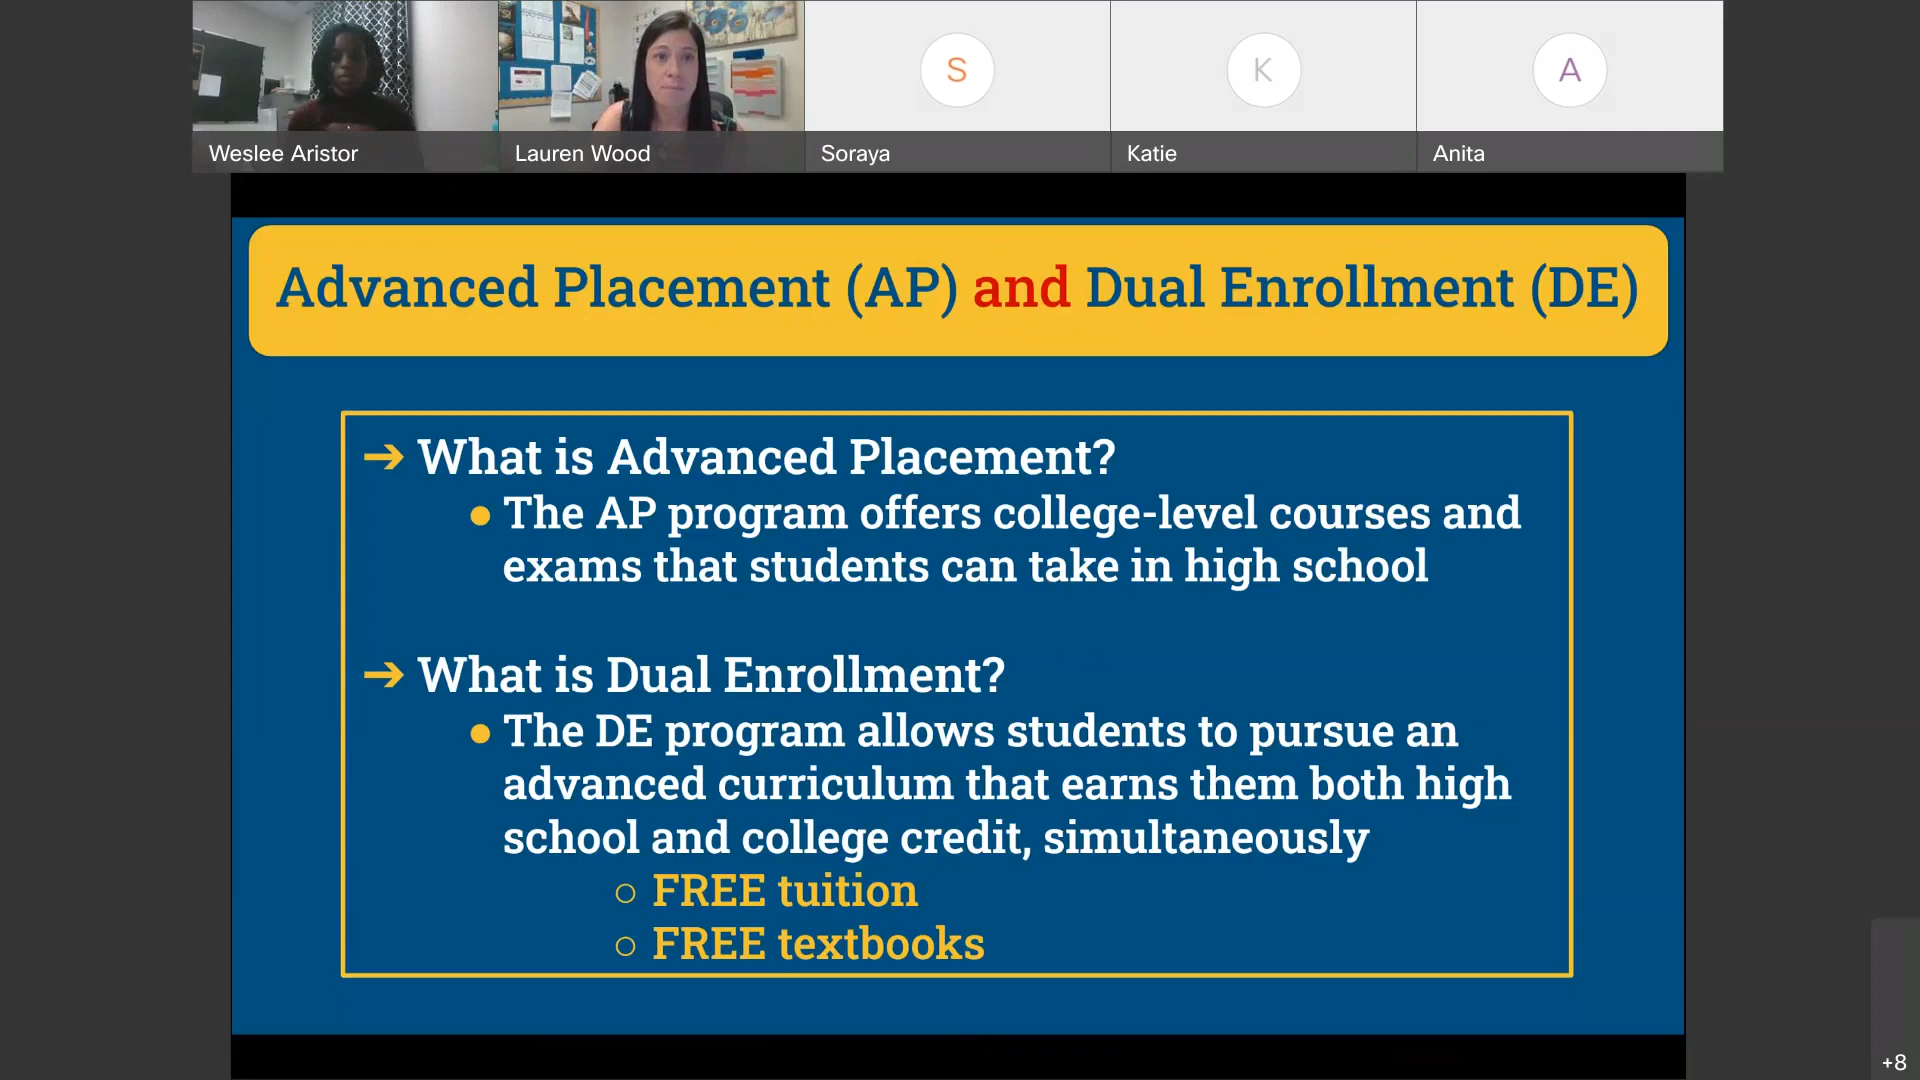 Weslee Aristor
Lauren Wood
S
Soraya
K
Katie
A
Anita
Advanced Placement (AP) and Dual Enrollment (DE)
➔ What is Advanced Placement?
● The AP program offers college-level courses and
exams that students can take in high school
➔ What is Dual Enrollment?
● The DE program allows students to pursue an
advanced curriculum that earns them both high
school and college credit, simultaneously
○ FREE tuition
○ FREE textbooks
+8